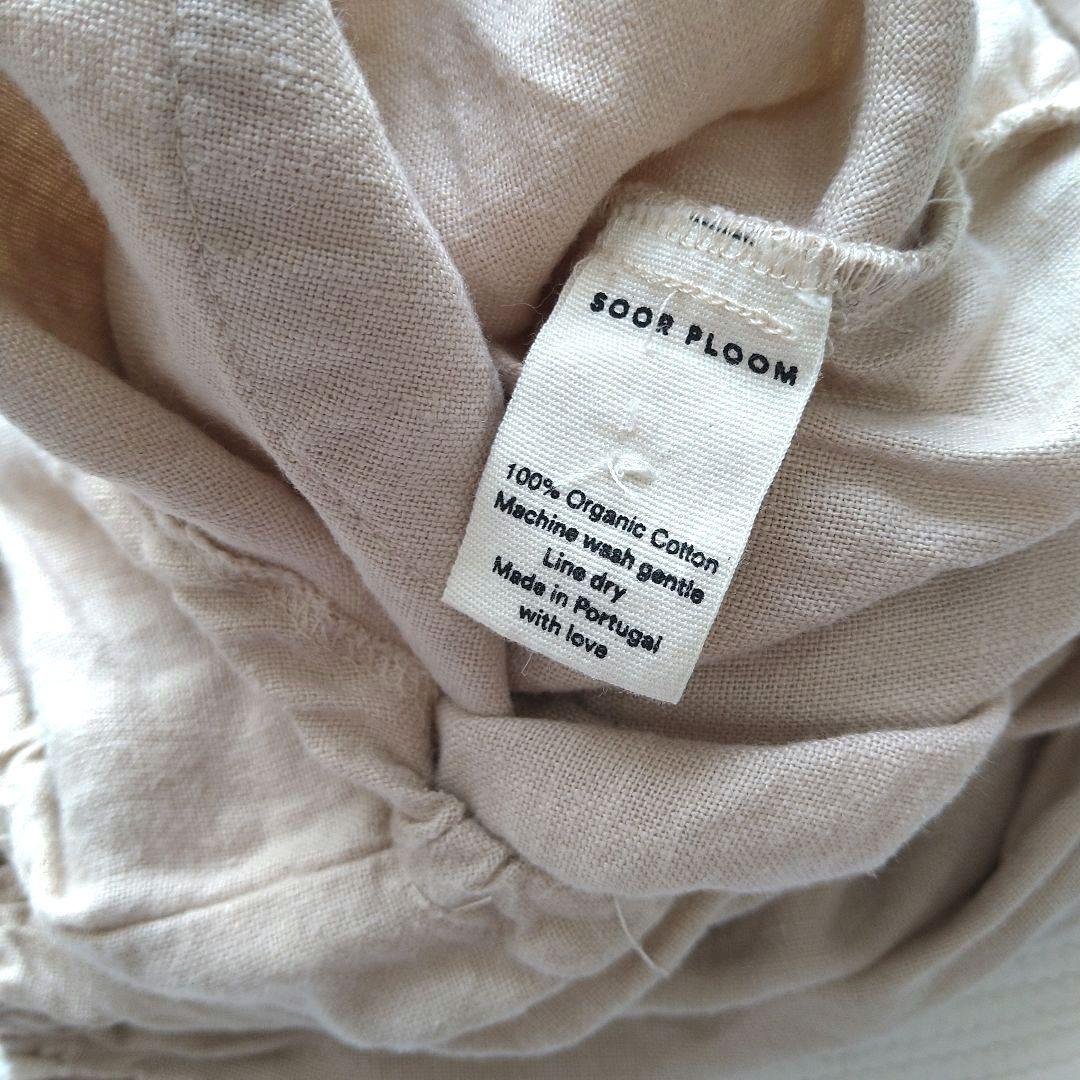 SOOR PLOOM
100% Organic Cotton
Machine wash gentle
Line dry
Made in Portugal
with love